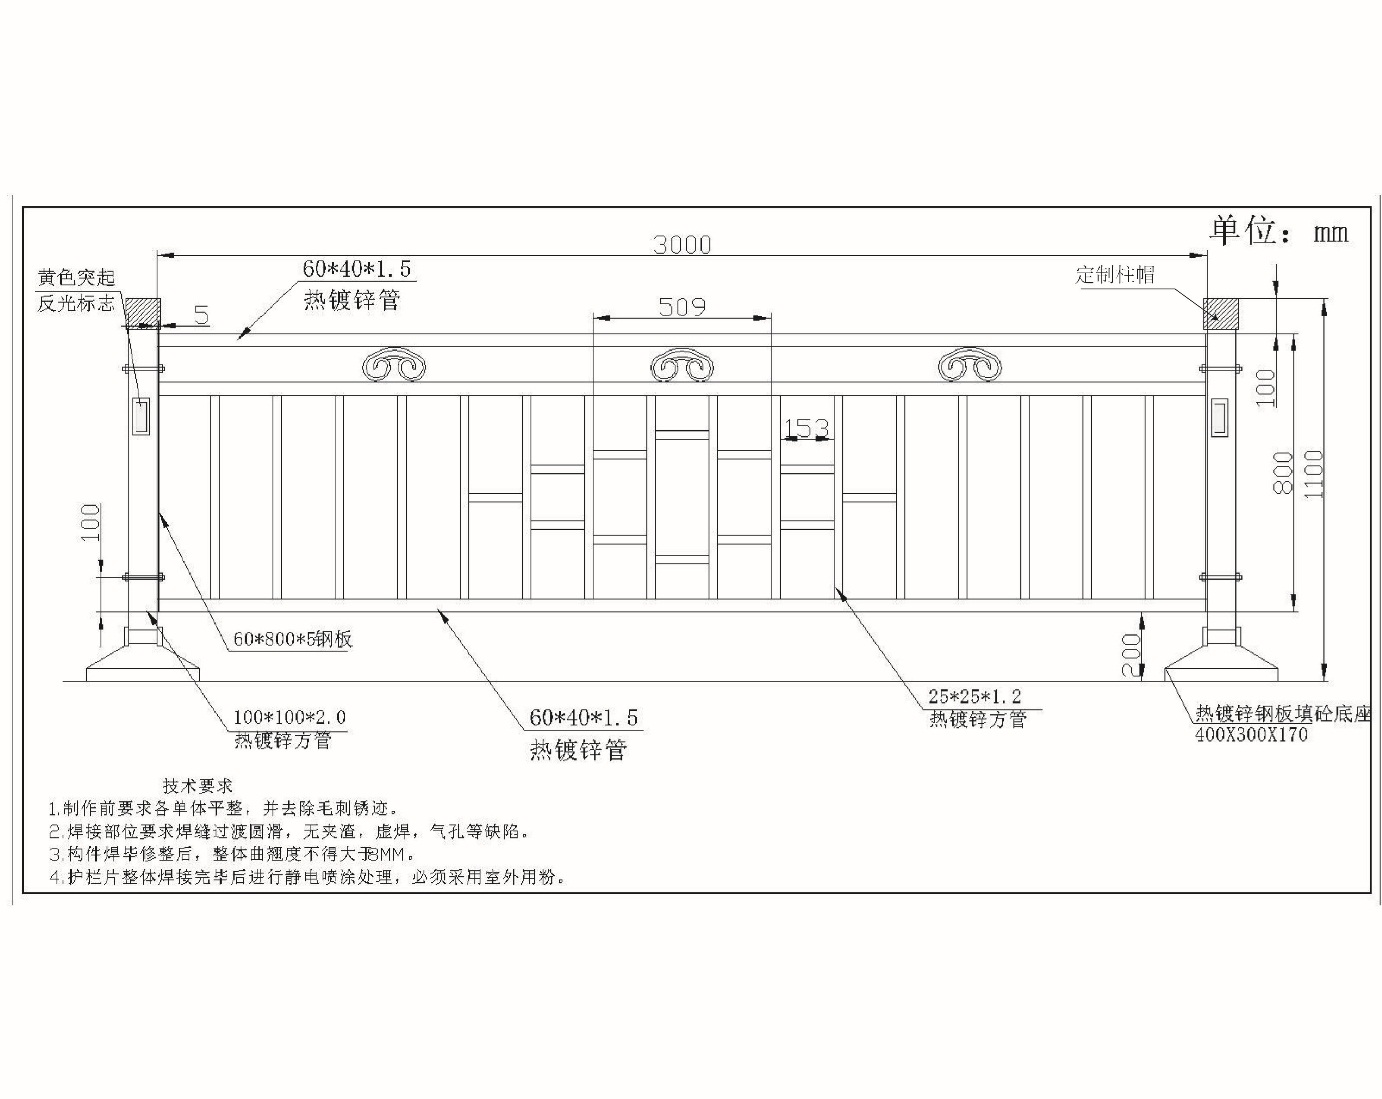 单位：mm
3000
60*40*1.5
热镀锌管
黄色突起
反光标志
定制柱帽
5
509
153
100
800
1100
100
200
60*800*5钢板
100*100*2.0
热镀锌方管
60*40*1.5
热镀锌管
25*25*1.2
热镀锌方管
热镀锌钢板填砼底座
400X300X170
技术要求
1.制作前要求各单体平整，并去除毛刺锈迹。
2.焊接部位要求焊缝过渡圆滑，无夹渣，虚焊，气孔等缺陷。
3.构件焊毕修整后，整体曲翘度不得大于8MM。
4.护栏片整体焊接完毕后进行静电喷涂处理，必须采用室外用粉。